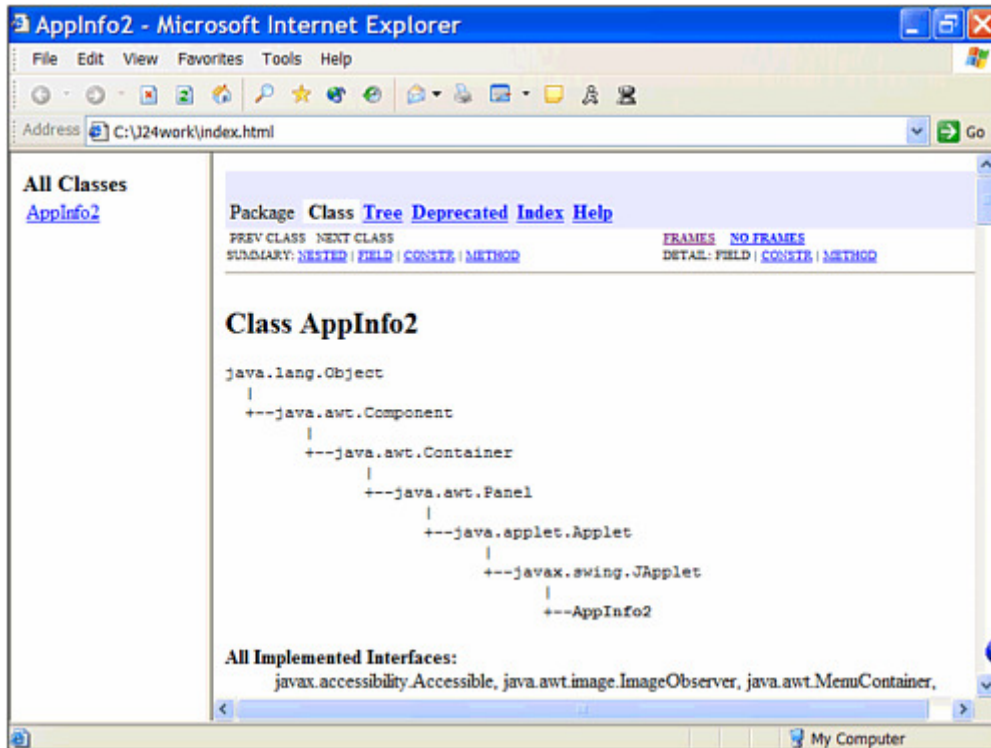 AppInfo2 - Microsoft Internet Explorer
File Edit View Favorites Tools Help
Address C:\J24work\index.html Go
All Classes
AppInfo2
Package Class Tree Deprecated Index Help
PREV CLASS NEXT CLASS FRAMES NO FRAMES
SUMMARY: NESTED | FIELD | CONSTR | METHOD DETAIL: FIELD | CONSTR | METHOD
Class AppInfo2
java.lang.Object
|
+--java.awt.Component
|
+--java.awt.Container
|
+--java.awt.Panel
|
+--java.applet.Applet
|
+--javax.swing.JApplet
|
+--AppInfo2
All Implemented Interfaces:
javax.accessibility.Accessible, java.awt.image.ImageObserver, java.awt.MenuContainer,
My Computer